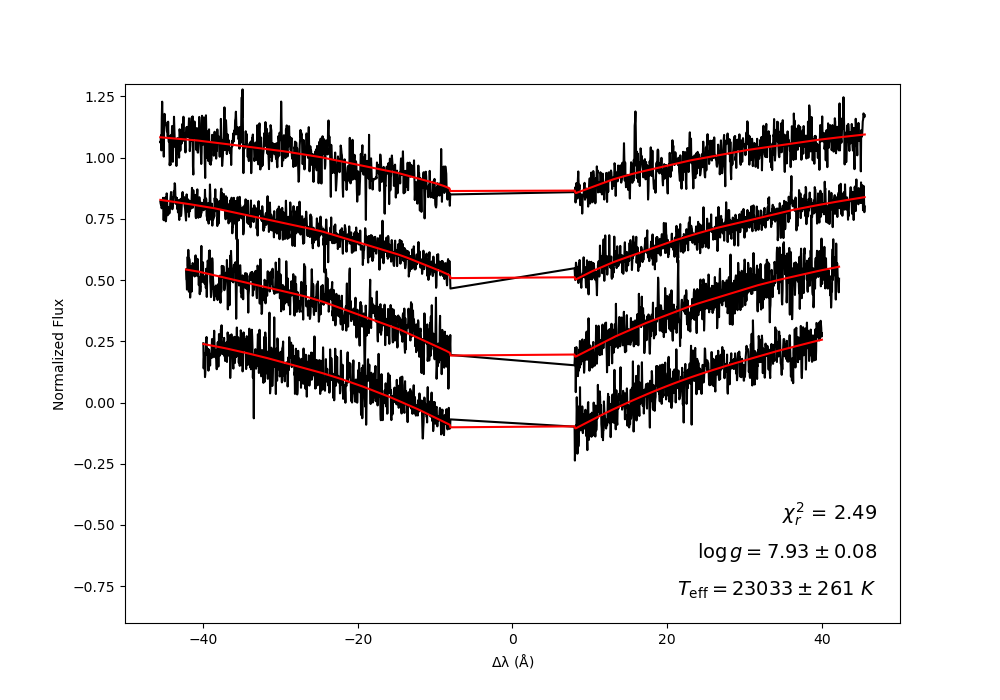 1.25
1.00
0.75
0.50
0.25
0.00
−0.25
−0.50
−0.75
Normalized Flux
χ²ᵣ = 2.49
log g = 7.93 ± 0.08
T_eff = 23033 ± 261 K
−40 −20 0 20 40
Δλ (Å)